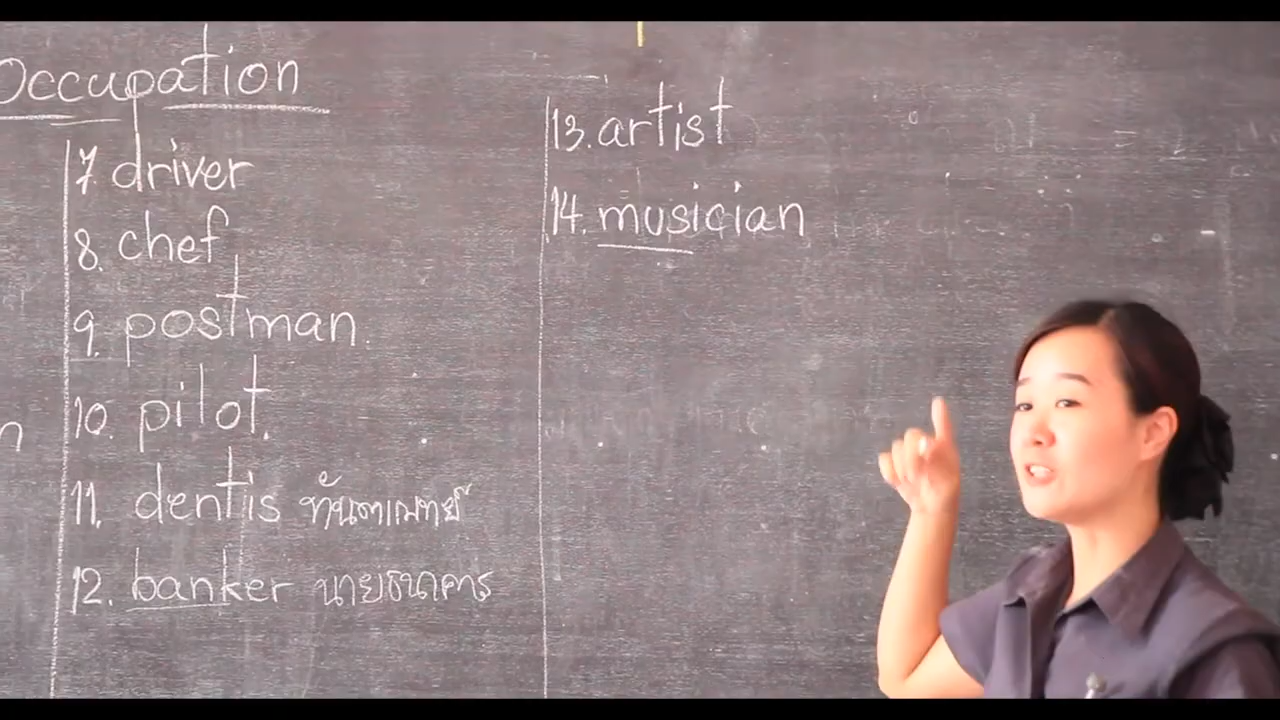 Occupation
7. driver
8. chef
9. postman
10. pilot
11. dentis ทันตแพทย์
12. banker นายธนาคาร
13. artist
14. musician
n